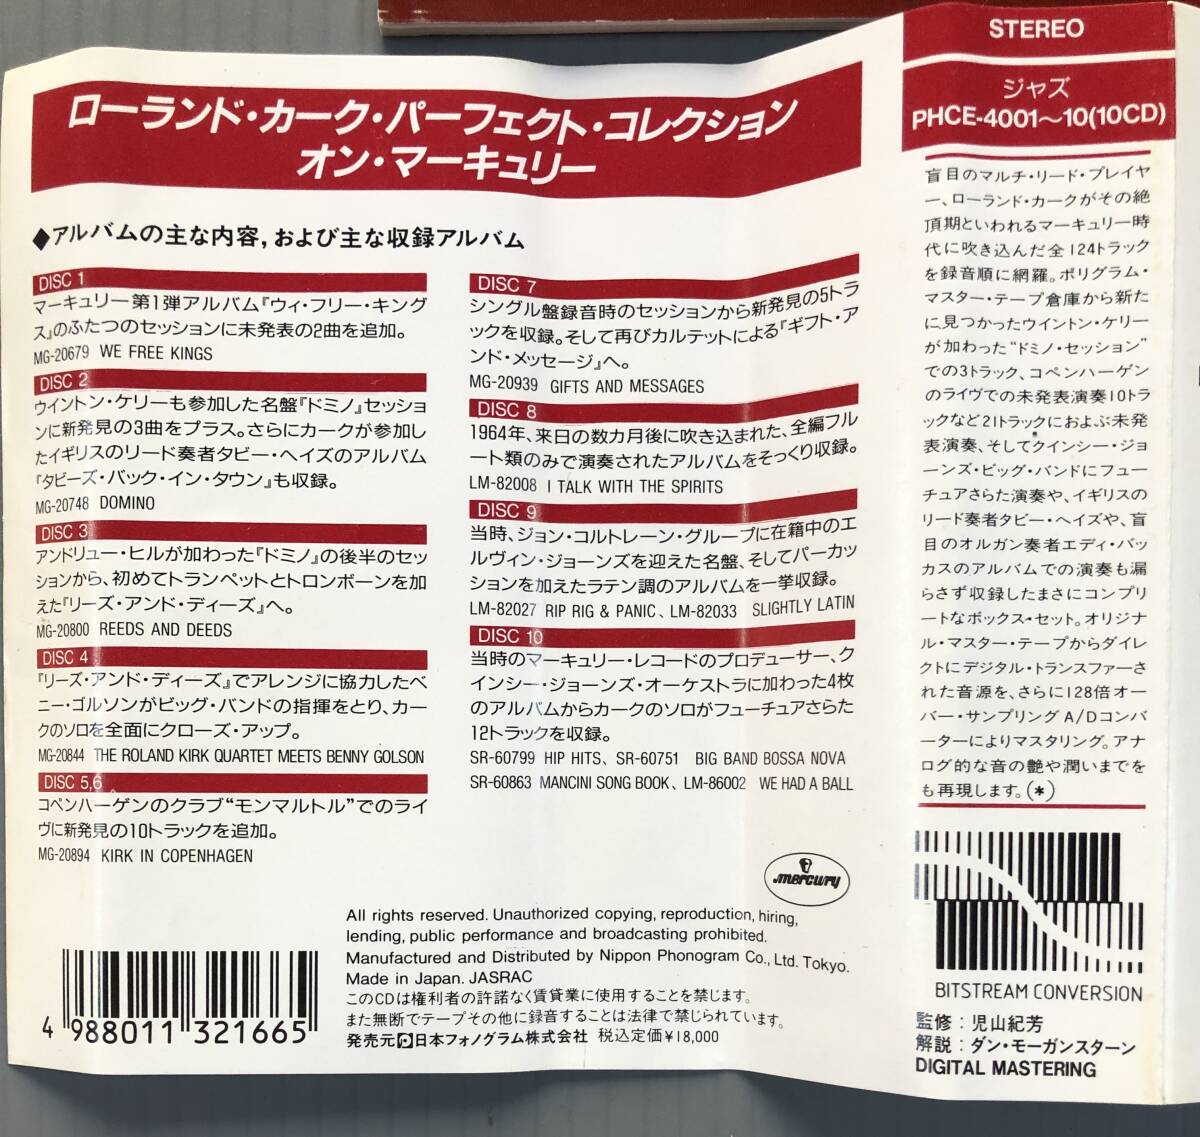 ローランド・カーク・パーフェクト・コレクション
オン・マーキュリー
◆アルバムの主な内容, および主な収録アルバム
DISC 1
マーキュリー第1弾アルバム『ウィ・フリー・キング
ス』のふたつのセッションに未発表の2曲を追加。
MG-20679 WE FREE KINGS
DISC 2
ウイントン・ケリーも参加した名盤『ドミノ』セッショ
ンに新発見の3曲をプラス。さらにカークが参加し
たイギリスのリード奏者タビー・ヘイズのアルバム
『タビーズ・バック・イン・タウン』も収録。
MG-20748 DOMINO
DISC 3
アンドリュー・ヒルが加わった『ドミノ』の後半のセッ
ションから、初めてトランペットとトロンボーンを加
えた『リーズ・アンド・ディーズ』へ。
MG-20800 REEDS AND DEEDS
DISC 4
『リーズ・アンド・ディーズ』でアレンジに協力したベ
ニー・ゴルソンがビッグ・バンドの指揮をとり、カー
クのソロを全面にクローズ・アップ。
MG-20844 THE ROLAND KIRK QUARTET MEETS BENNY GOLSON
DISC 5,6
コペンハーゲンのクラブ“モンマルトル”でのライ
ヴに新発見の10トラックを追加。
MG-20894 KIRK IN COPENHAGEN
DISC 7
シングル盤録音時のセッションから新発見の5トラ
ックを収録。そして再びカルテットによる『ギフト・ア
ンド・メッセージ』へ。
MG-20939 GIFTS AND MESSAGES
DISC 8
1964年、来日の数カ月後に吹き込まれた、全編フル
ート類のみで演奏されたアルバムをそっくり収録。
LM-82008 I TALK WITH THE SPIRITS
DISC 9
当時、ジョン・コルトレーン・グループに在籍中のエ
ルヴィン・ジョーンズを迎えた名盤、そしてパーカッ
ションを加えたラテン調のアルバムを一挙収録。
LM-82027 RIP RIG & PANIC、LM-82033 SLIGHTLY LATIN
DISC 10
当時のマーキュリー・レコードのプロデューサー、ク
インシー・ジョーンズ・オーケストラに加わった4枚
のアルバムからカークのソロがフューチュアさらた
12トラックを収録。
SR-60799 HIP HITS、SR-60751 BIG BAND BOSSA NOVA
SR-60863 MANCINI SONG BOOK、LM-86002 WE HAD A BALL
mercury
All rights reserved. Unauthorized copying, reproduction, hiring,
lending, public performance and broadcasting prohibited.
Manufactured and Distributed by Nippon Phonogram Co., Ltd. Tokyo.
Made in Japan. JASRAC
このCDは権利者の許諾なく賃貸業に使用することを禁じます。
また無断でテープその他に録音することは法律で禁じられています。
発売元 日本フォノグラム株式会社 税込定価¥18,000
4 988011 321665
STEREO
ジャズ
PHCE-4001〜10(10CD)
盲目のマルチ・リード・プレイヤ
ー、ローランド・カークがその絶
頂期といわれるマーキュリー時
代に吹き込んだ全124トラック
を録音順に網羅。ポリグラム・
マスター・テープ倉庫から新た
に見つかったウイントン・ケリー
が加わった“ドミノ・セッション”
での3トラック、コペンハーゲン
のライヴでの未発表演奏10トラ
ックなど21トラックにおよぶ未発
表演奏、そしてクインシー・ジョ
ーンズ・ビッグ・バンドにフュー
チュアさらた演奏や、イギリスの
リード奏者タビー・ヘイズや、盲
目のオルガン奏者エディ・バッ
カスのアルバムでの演奏も漏
らさず収録したまさにコンプリ
ートなボックス・セット。オリジナ
ル・マスター・テープからダイレ
クトにデジタル・トランスファーさ
れた音源を、さらに128倍オー
バー・サンプリングA/Dコンバ
ーターによりマスタリング。アナ
ログ的な音の艶や潤いまでを
も再現します。(*)
BITSTREAM CONVERSION
監修：児山紀芳
解説：ダン・モーガンスターン
DIGITAL MASTERING